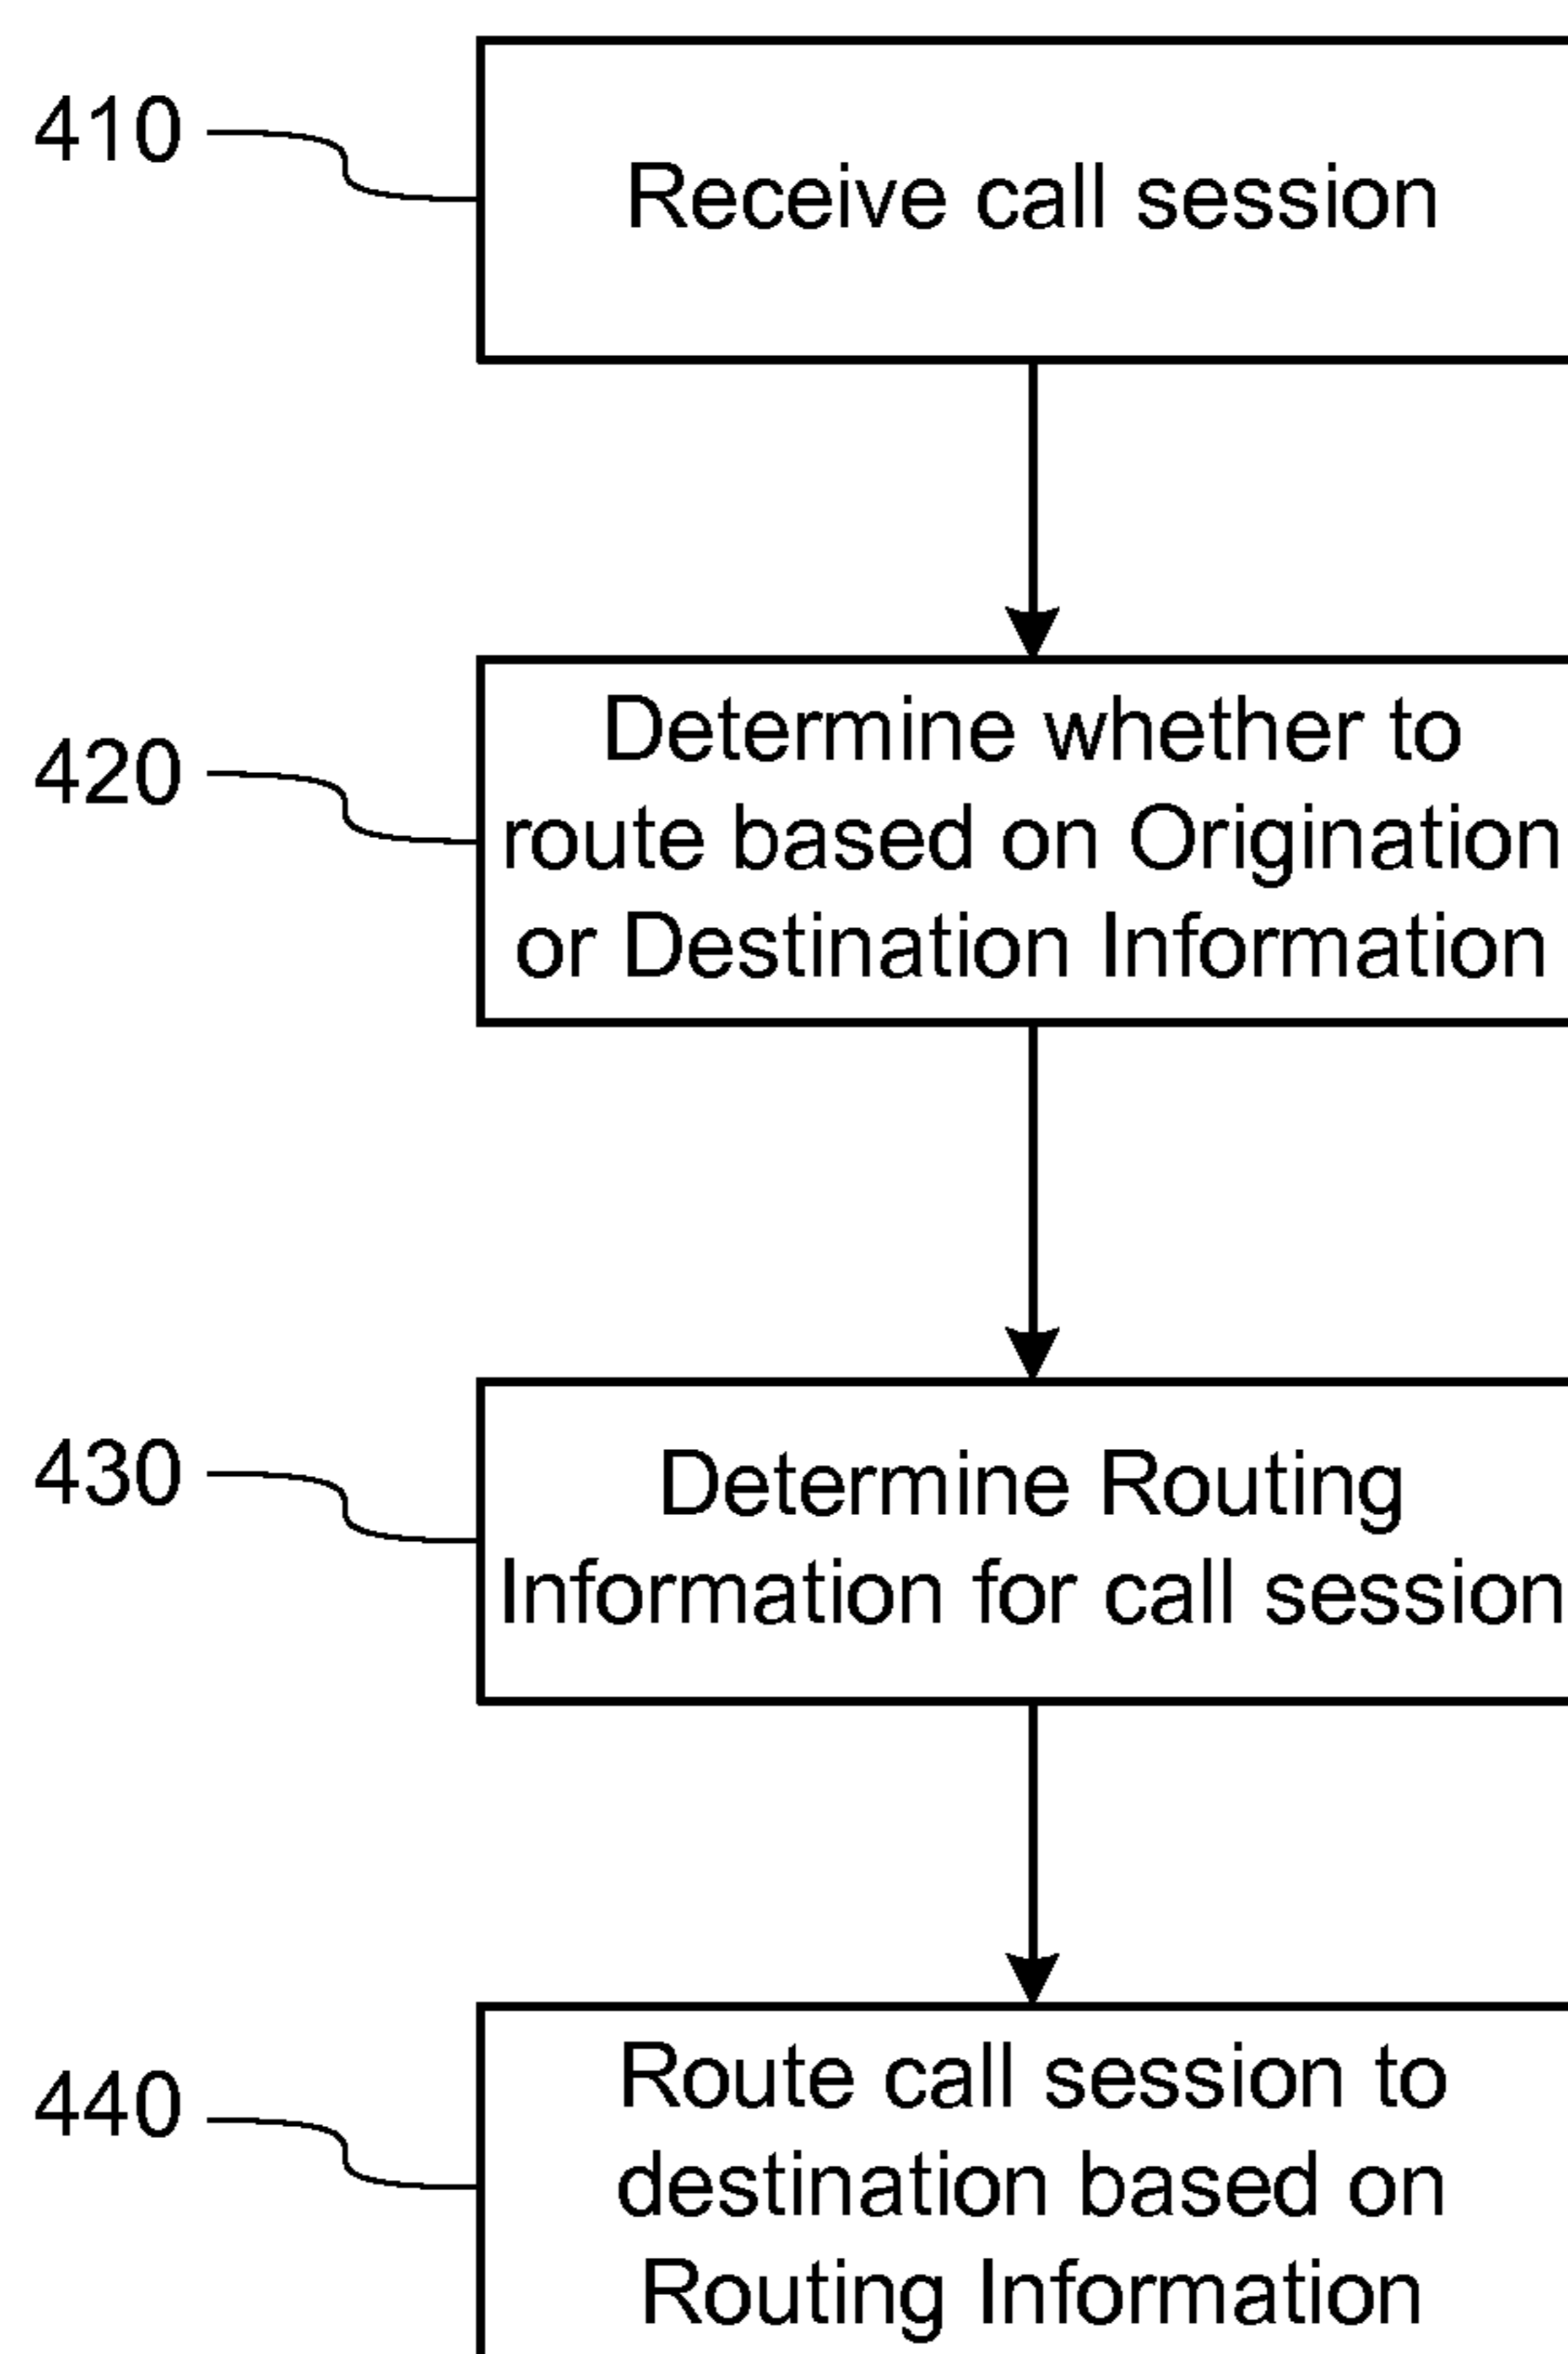 410
Receive call session
420
Determine whether to
route based on Origination
or Destination Information
430
Determine Routing
Information for call session
440
Route call session to
destination based on
Routing Information